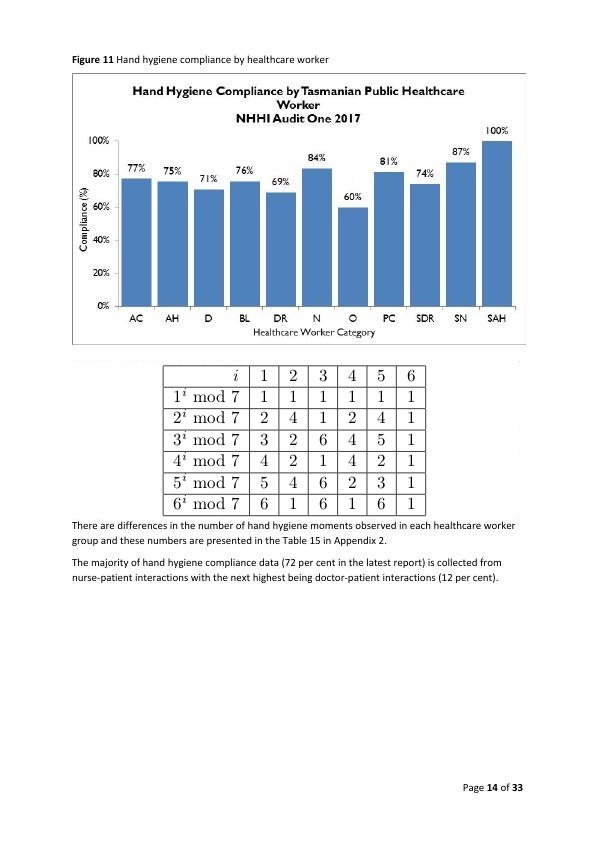 Figure 11 Hand hygiene compliance by healthcare worker
Hand Hygiene Compliance by Tasmanian Public Healthcare
Worker
NHHI Audit One 2017
Compliance (%)
100%
80%
60%
40%
20%
0%
77%
75%
71%
76%
69%
84%
60%
81%
74%
87%
100%
AC AH D BL DR N O PC SDR SN SAH
Healthcare Worker Category
i 1 2 3 4 5 6
1^i mod 7 1 1 1 1 1 1
2^i mod 7 2 4 1 2 4 1
3^i mod 7 3 2 6 4 5 1
4^i mod 7 4 2 1 4 2 1
5^i mod 7 5 4 6 2 3 1
6^i mod 7 6 1 6 1 6 1
There are differences in the number of hand hygiene moments observed in each healthcare worker
group and these numbers are presented in the Table 15 in Appendix 2.
The majority of hand hygiene compliance data (72 per cent in the latest report) is collected from
nurse-patient interactions with the next highest being doctor-patient interactions (12 per cent).
Page 14 of 33